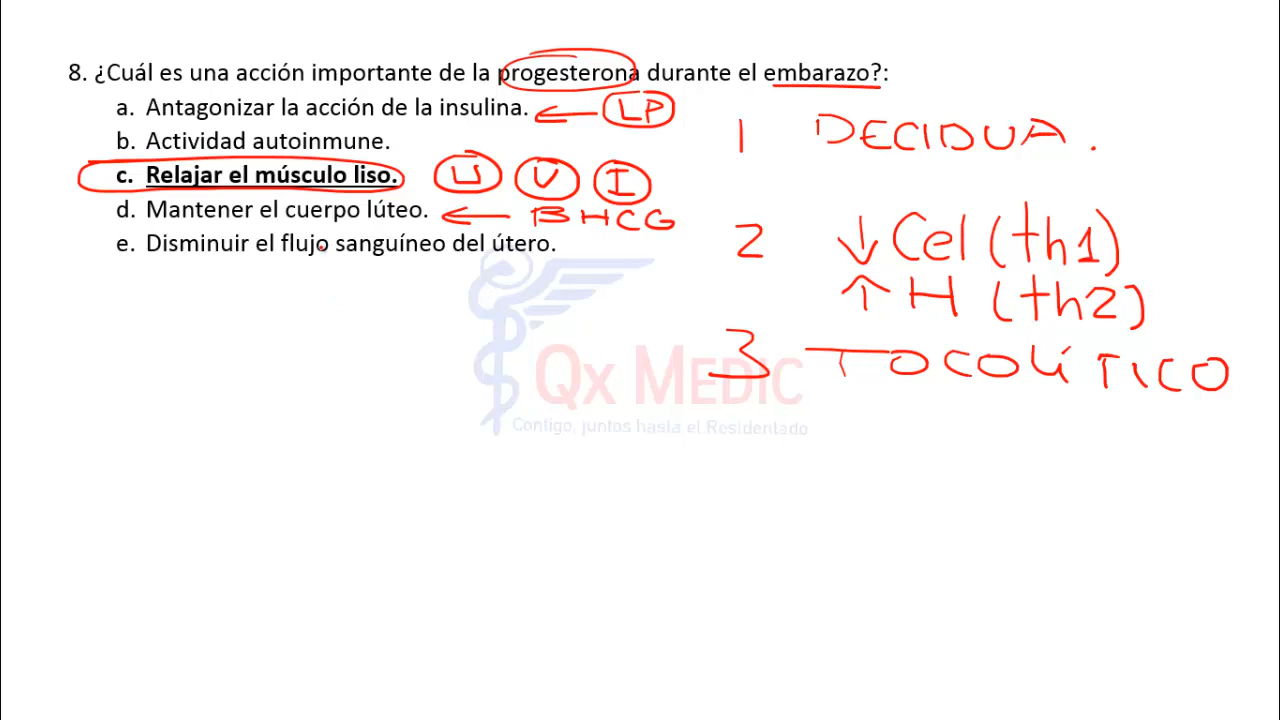 8. ¿Cuál es una acción importante de la progesterona durante el embarazo?:
a. Antagonizar la acción de la insulina. ← LP
b. Actividad autoinmune.
c. Relajar el músculo liso. U V I
d. Mantener el cuerpo lúteo. ← BHCG
e. Disminuir el flujo sanguíneo del útero.
1 DECIDUA.
2 ↓ Cel (th1)
↑ H (th2)
3 TOCOLÍTICO
Qx MEDIC
Contigo, juntos hasta el Residentado